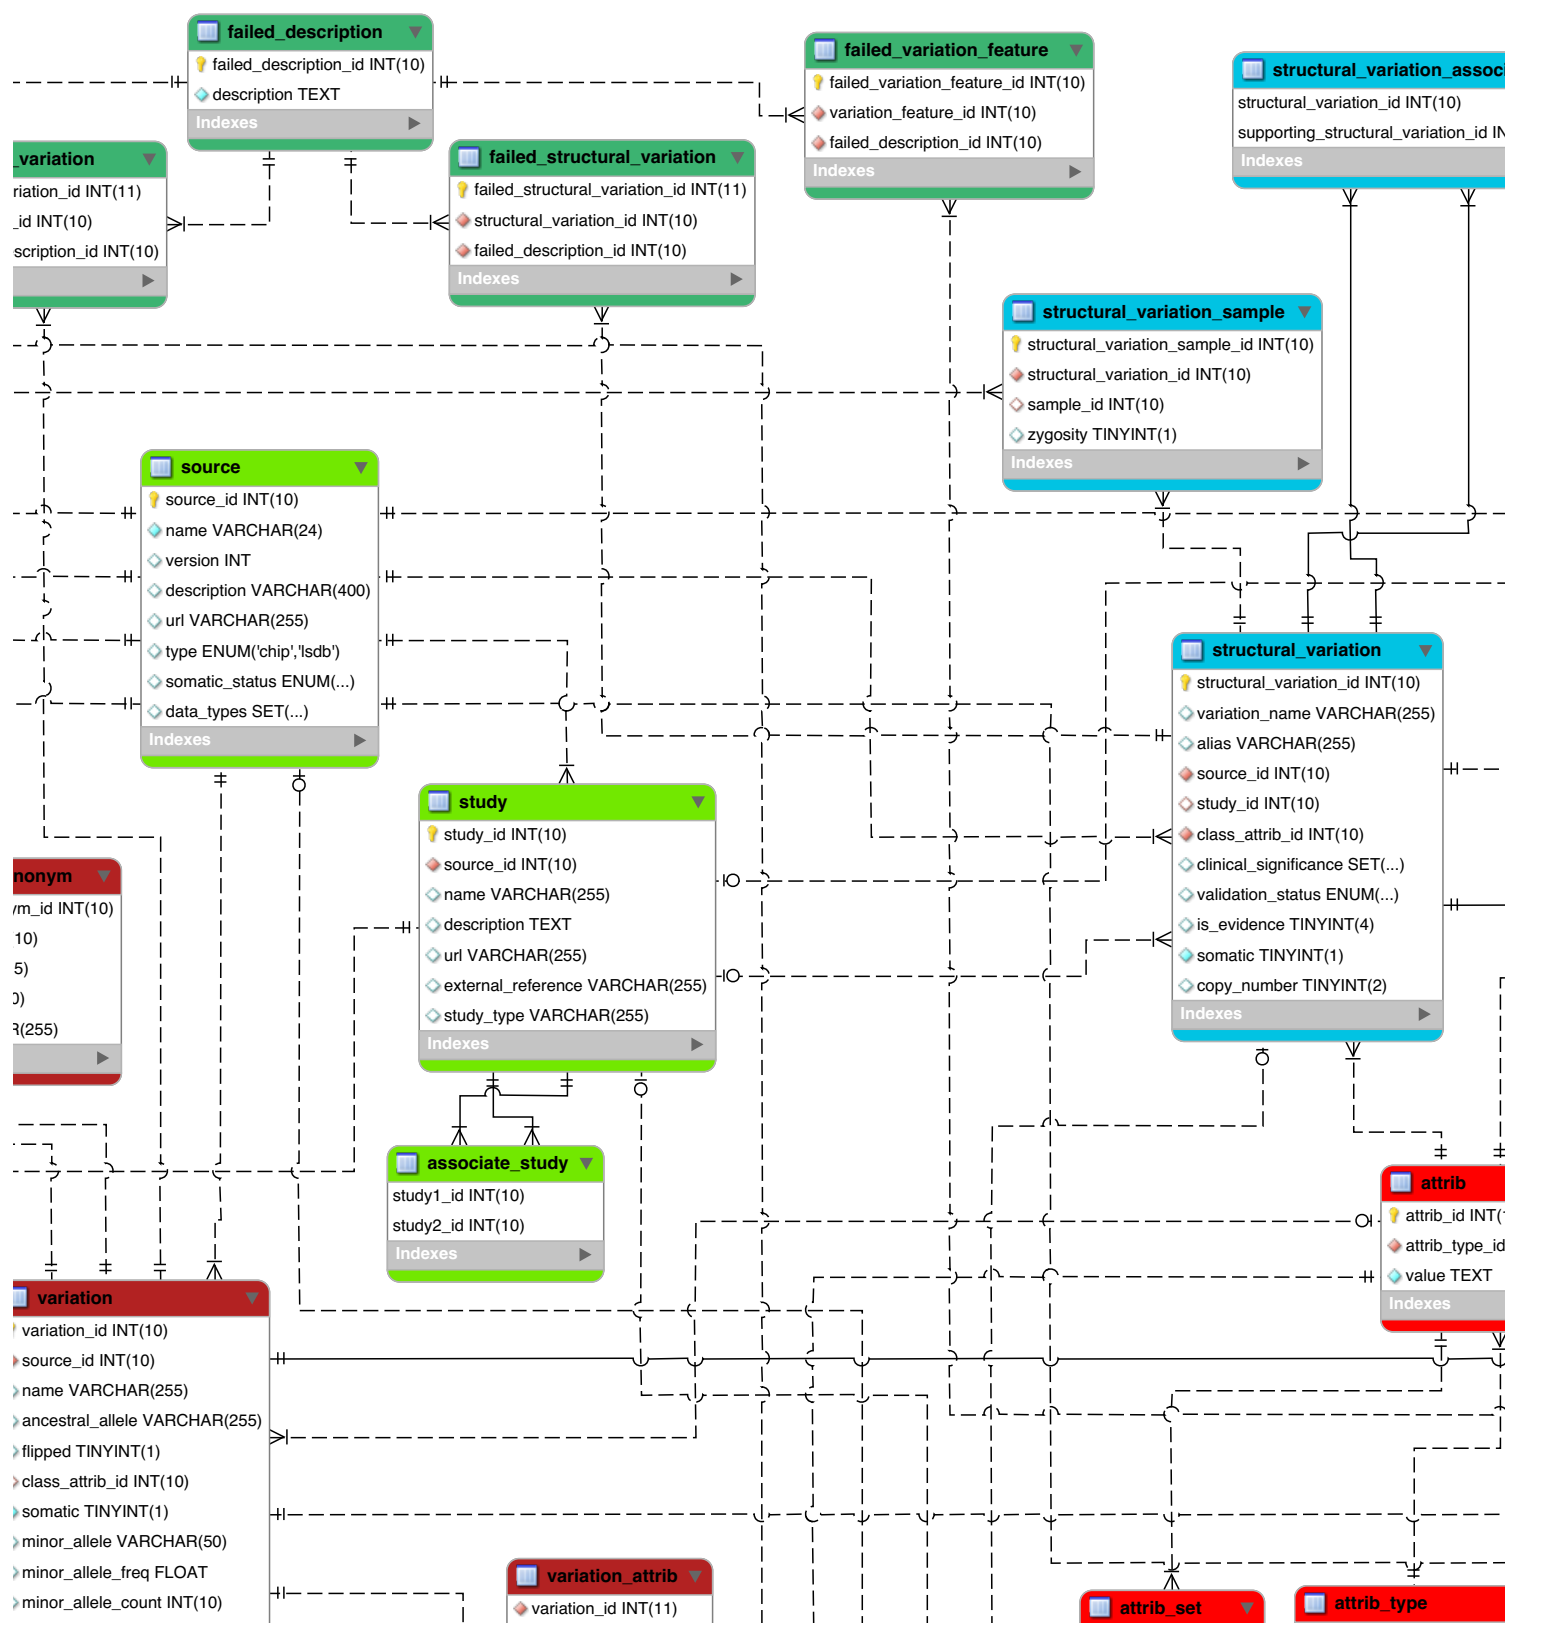 failed_description
failed_description_id INT(10)
description TEXT
Indexes
failed_variation_feature
failed_variation_feature_id INT(10)
variation_feature_id INT(10)
failed_description_id INT(10)
Indexes
structural_variation_associ
structural_variation_id INT(10)
supporting_structural_variation_id IN
Indexes
_variation
riation_id INT(11)
_id INT(10)
scription_id INT(10)
failed_structural_variation
failed_structural_variation_id INT(11)
structural_variation_id INT(10)
failed_description_id INT(10)
Indexes
structural_variation_sample
structural_variation_sample_id INT(10)
structural_variation_id INT(10)
sample_id INT(10)
zygosity TINYINT(1)
Indexes
source
source_id INT(10)
name VARCHAR(24)
version INT
description VARCHAR(400)
url VARCHAR(255)
type ENUM('chip','lsdb')
somatic_status ENUM(...)
data_types SET(...)
Indexes
structural_variation
structural_variation_id INT(10)
variation_name VARCHAR(255)
alias VARCHAR(255)
source_id INT(10)
study_id INT(10)
class_attrib_id INT(10)
clinical_significance SET(...)
validation_status ENUM(...)
is_evidence TINYINT(4)
somatic TINYINT(1)
copy_number TINYINT(2)
Indexes
study
study_id INT(10)
source_id INT(10)
name VARCHAR(255)
description TEXT
url VARCHAR(255)
external_reference VARCHAR(255)
study_type VARCHAR(255)
Indexes
nonym
ym_id INT(10)
10)
5)
0)
R(255)
associate_study
study1_id INT(10)
study2_id INT(10)
Indexes
attrib
attrib_id INT(
attrib_type_id
value TEXT
Indexes
variation
variation_id INT(10)
source_id INT(10)
name VARCHAR(255)
ancestral_allele VARCHAR(255)
flipped TINYINT(1)
class_attrib_id INT(10)
somatic TINYINT(1)
minor_allele VARCHAR(50)
minor_allele_freq FLOAT
minor_allele_count INT(10)
variation_attrib
variation_id INT(11)
attrib_set
attrib_type